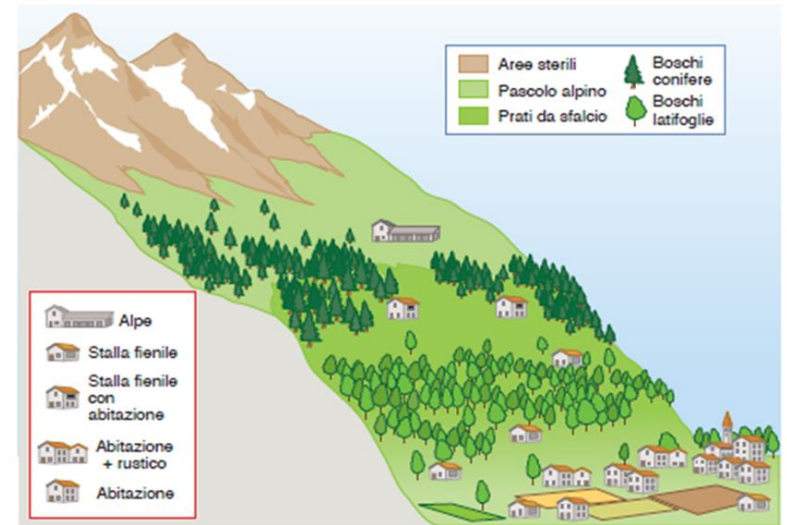 Aree sterili
Pascolo alpino
Prati da sfalcio
Boschi
conifere
Boschi
latifoglie
Alpe
Stalla fienile
Stalla fienile
con
abitazione
Abitazione
+ rustico
Abitazione